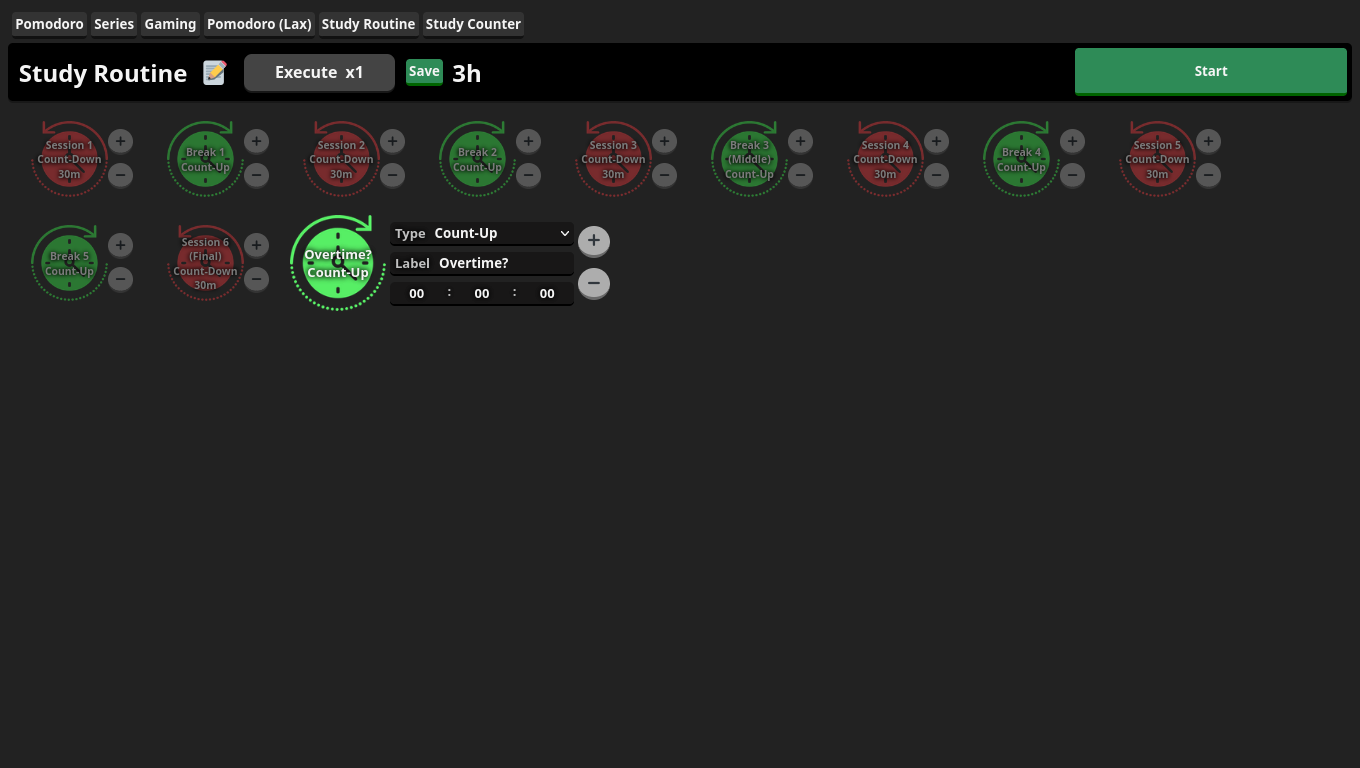 Pomodoro Series Gaming Pomodoro (Lax) Study Routine Study Counter
Study Routine Execute x1 Save 3h Start
Session 1
Count-Down
30m
+
−
Break 1
Count-Up
+
−
Session 2
Count-Down
30m
+
−
Break 2
Count-Up
+
−
Session 3
Count-Down
30m
+
−
Break 3
(Middle)
Count-Up
+
−
Session 4
Count-Down
30m
+
−
Break 4
Count-Up
+
−
Session 5
Count-Down
30m
+
−
Break 5
Count-Up
+
−
Session 6
(Final)
Count-Down
30m
+
−
Overtime?
Count-Up
Type Count-Up
Label Overtime?
00 : 00 : 00
+
−